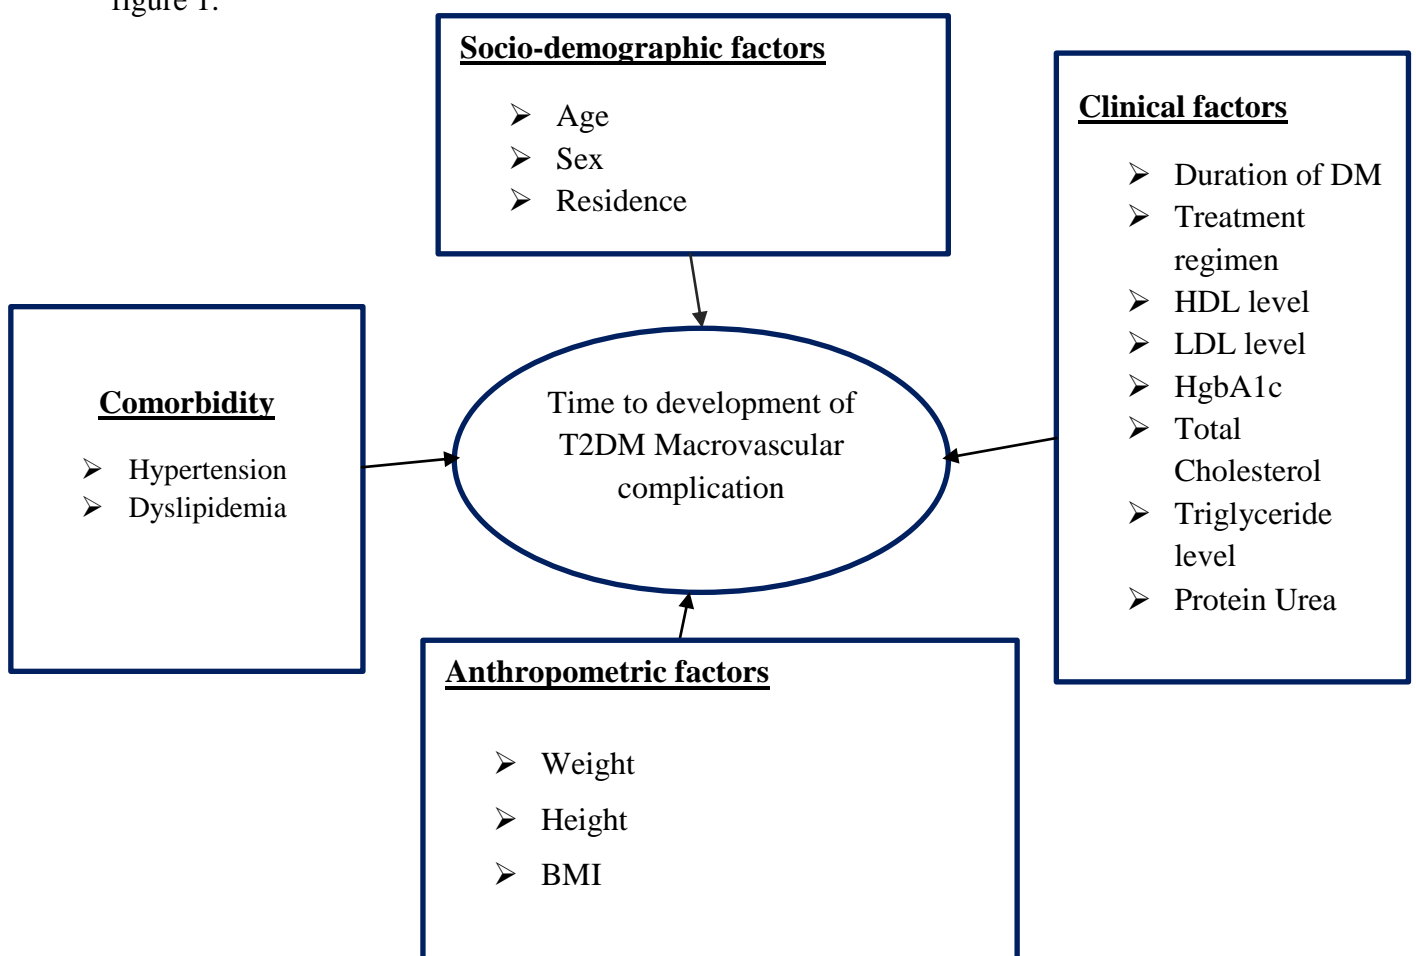 figure 1.
Socio-demographic factors
➢ Age
➢ Sex
➢ Residence
Clinical factors
➢ Duration of DM
➢ Treatment
regimen
➢ HDL level
➢ LDL level
➢ HgbA1c
➢ Total
Cholesterol
➢ Triglyceride
level
➢ Protein Urea
Comorbidity
➢ Hypertension
➢ Dyslipidemia
Time to development of
T2DM Macrovascular
complication
Anthropometric factors
➢ Weight
➢ Height
➢ BMI